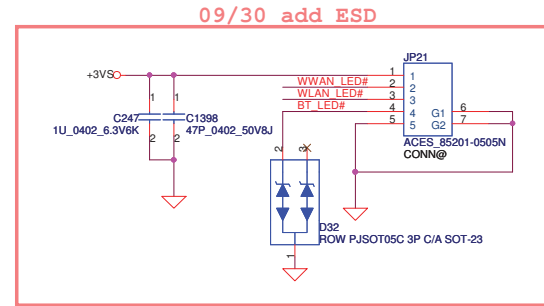 09/30 add ESD
JP21
+3VS
1
1
WWAN_LED#
2
2
WLAN_LED#
3
3
BT_LED#
4
4
G1
6
5
5
G2
7
1
1
C247
C1398
1U_0402_6.3V6K
47P_0402_50V8J
2
2
ACES_85201-0505N
CONN@
2
3
D32
ROW PJSOT05C 3P C/A SOT-23
1